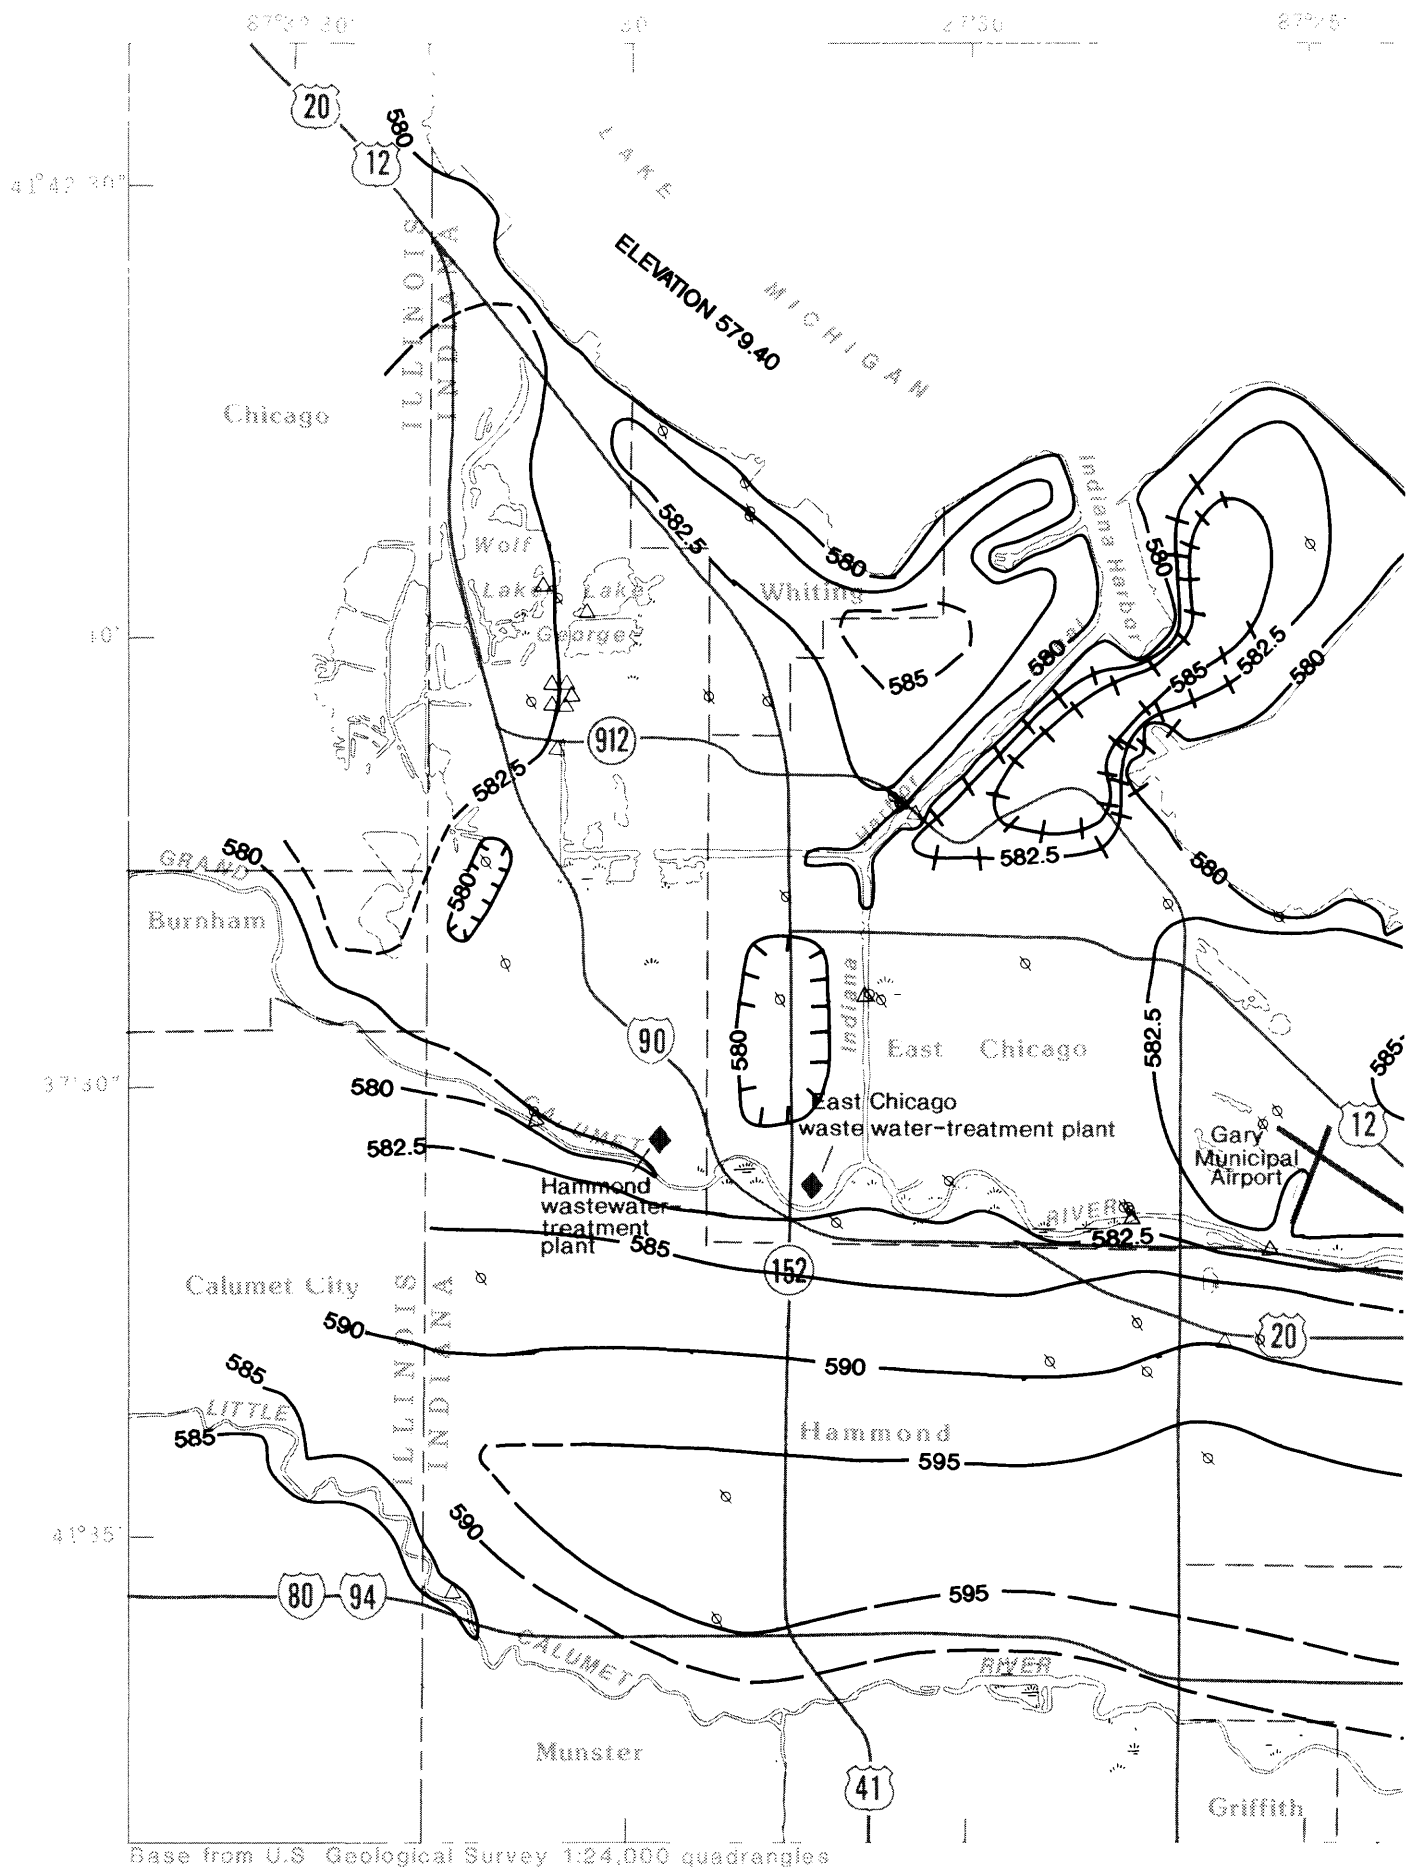 87°32'30"
30
27'30
87°25'
20
580
12
41°42'30"
LAKE
MICHIGAN
ELEVATION 579.40
ILLINOIS
INDIANA
Chicago
582.5
580
Whiting
Wolf
Lake
Lake
George
585
Indiana Harbor
580
580
585
582.5
580
912
582.5
Harbor
582.5
580
GRAND
580
Burnham
580
580
Indiana
90
East Chicago
582.5
585
37'30"
580
CALUMET
582.5
East Chicago
waste water-treatment plant
12
Gary
Municipal
Airport
Hammond
wastewater-
treatment
plant
RIVER
582.5
585
152
Calumet City
ILLINOIS
INDIANA
590
590
20
585
LITTLE
585
Hammond
595
590
41°35'
80
94
595
CALUMET
RIVER
Munster
41
Griffith
Base from U.S Geological Survey 1:24,000 quadrangles